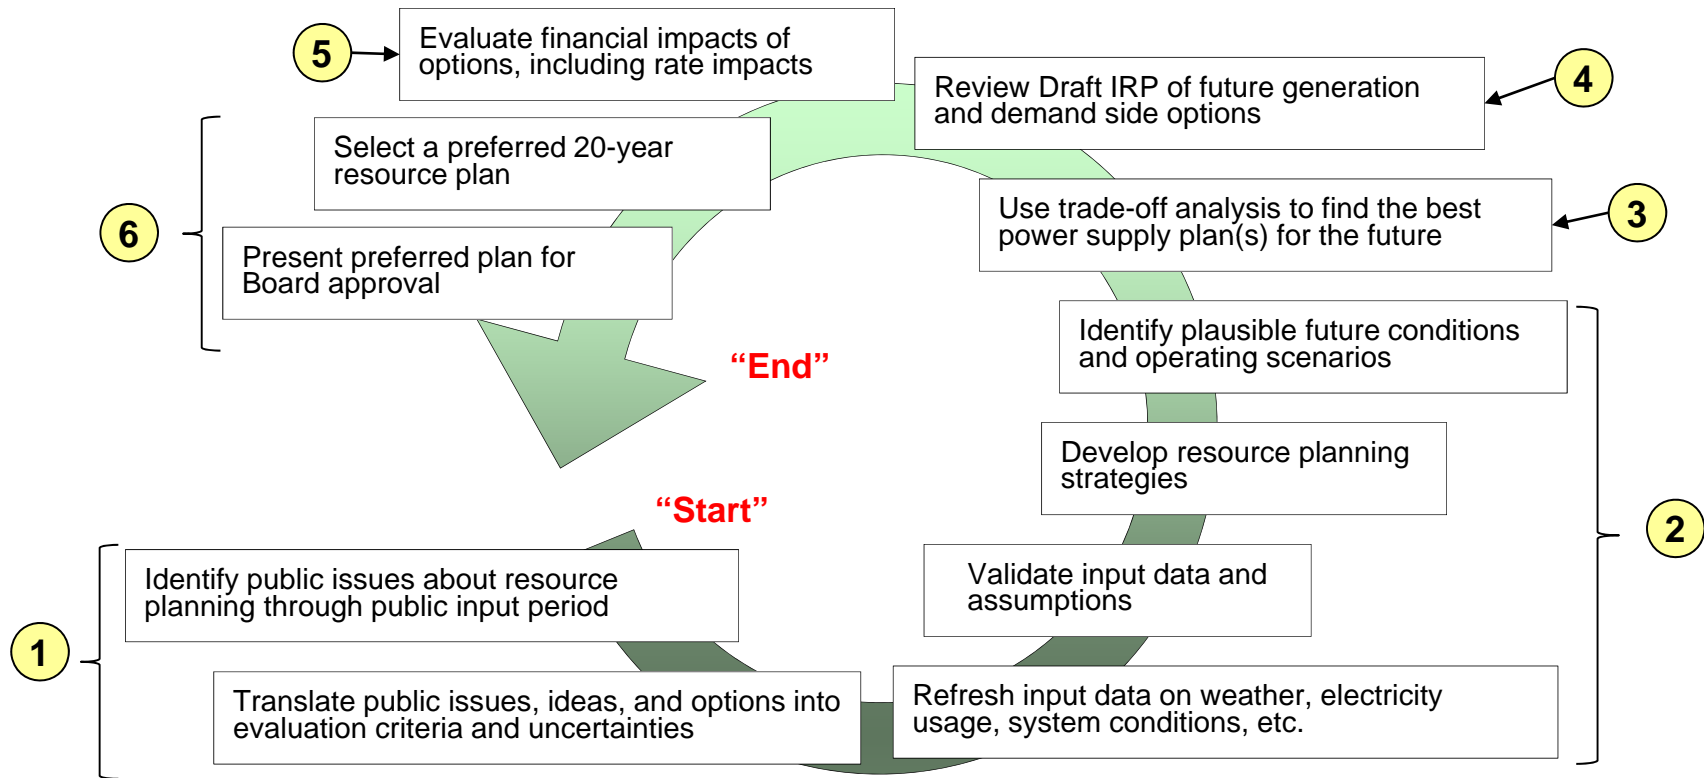 5
Evaluate financial impacts of
options, including rate impacts
Review Draft IRP of future generation
and demand side options
4
Select a preferred 20-year
resource plan
Use trade-off analysis to find the best
power supply plan(s) for the future
3
6
Present preferred plan for
Board approval
Identify plausible future conditions
and operating scenarios
“End”
Develop resource planning
strategies
“Start”
2
Identify public issues about resource
planning through public input period
Validate input data and
assumptions
1
Translate public issues, ideas, and options into
evaluation criteria and uncertainties
Refresh input data on weather, electricity
usage, system conditions, etc.